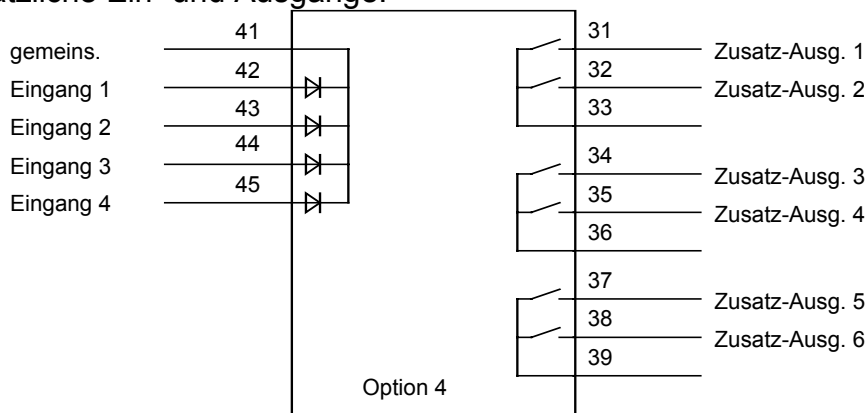 Ein- und Ausgänge:
41
gemeins.
42
Eingang 1
43
Eingang 2
44
Eingang 3
45
Eingang 4
31
Zusatz-Ausg. 1
32
Zusatz-Ausg. 2
33
34
Zusatz-Ausg. 3
35
Zusatz-Ausg. 4
36
37
Zusatz-Ausg. 5
38
Zusatz-Ausg. 6
39
Option 4